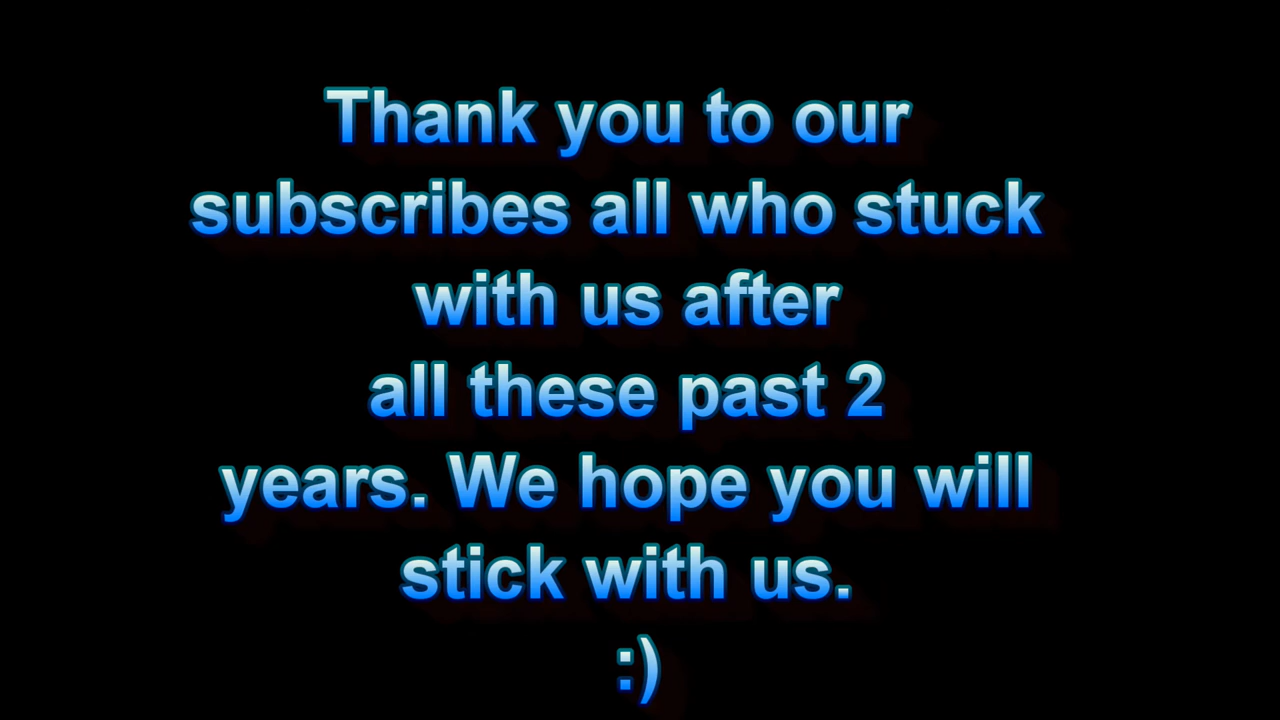 Thank you to our
subscribes all who stuck
with us after
all these past 2
years. We hope you will
stick with us.
:)